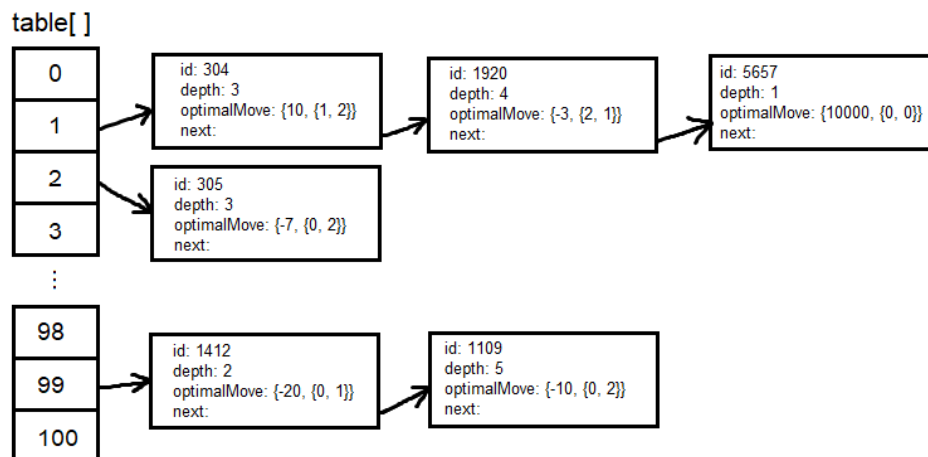 table[ ]
0
1
2
3
⋮
98
99
100
id: 304
depth: 3
optimalMove: {10, {1, 2}}
next:
id: 1920
depth: 4
optimalMove: {-3, {2, 1}}
next:
id: 5657
depth: 1
optimalMove: {10000, {0, 0}}
next:
id: 305
depth: 3
optimalMove: {-7, {0, 2}}
next:
id: 1412
depth: 2
optimalMove: {-20, {0, 1}}
next:
id: 1109
depth: 5
optimalMove: {-10, {0, 2}}
next: